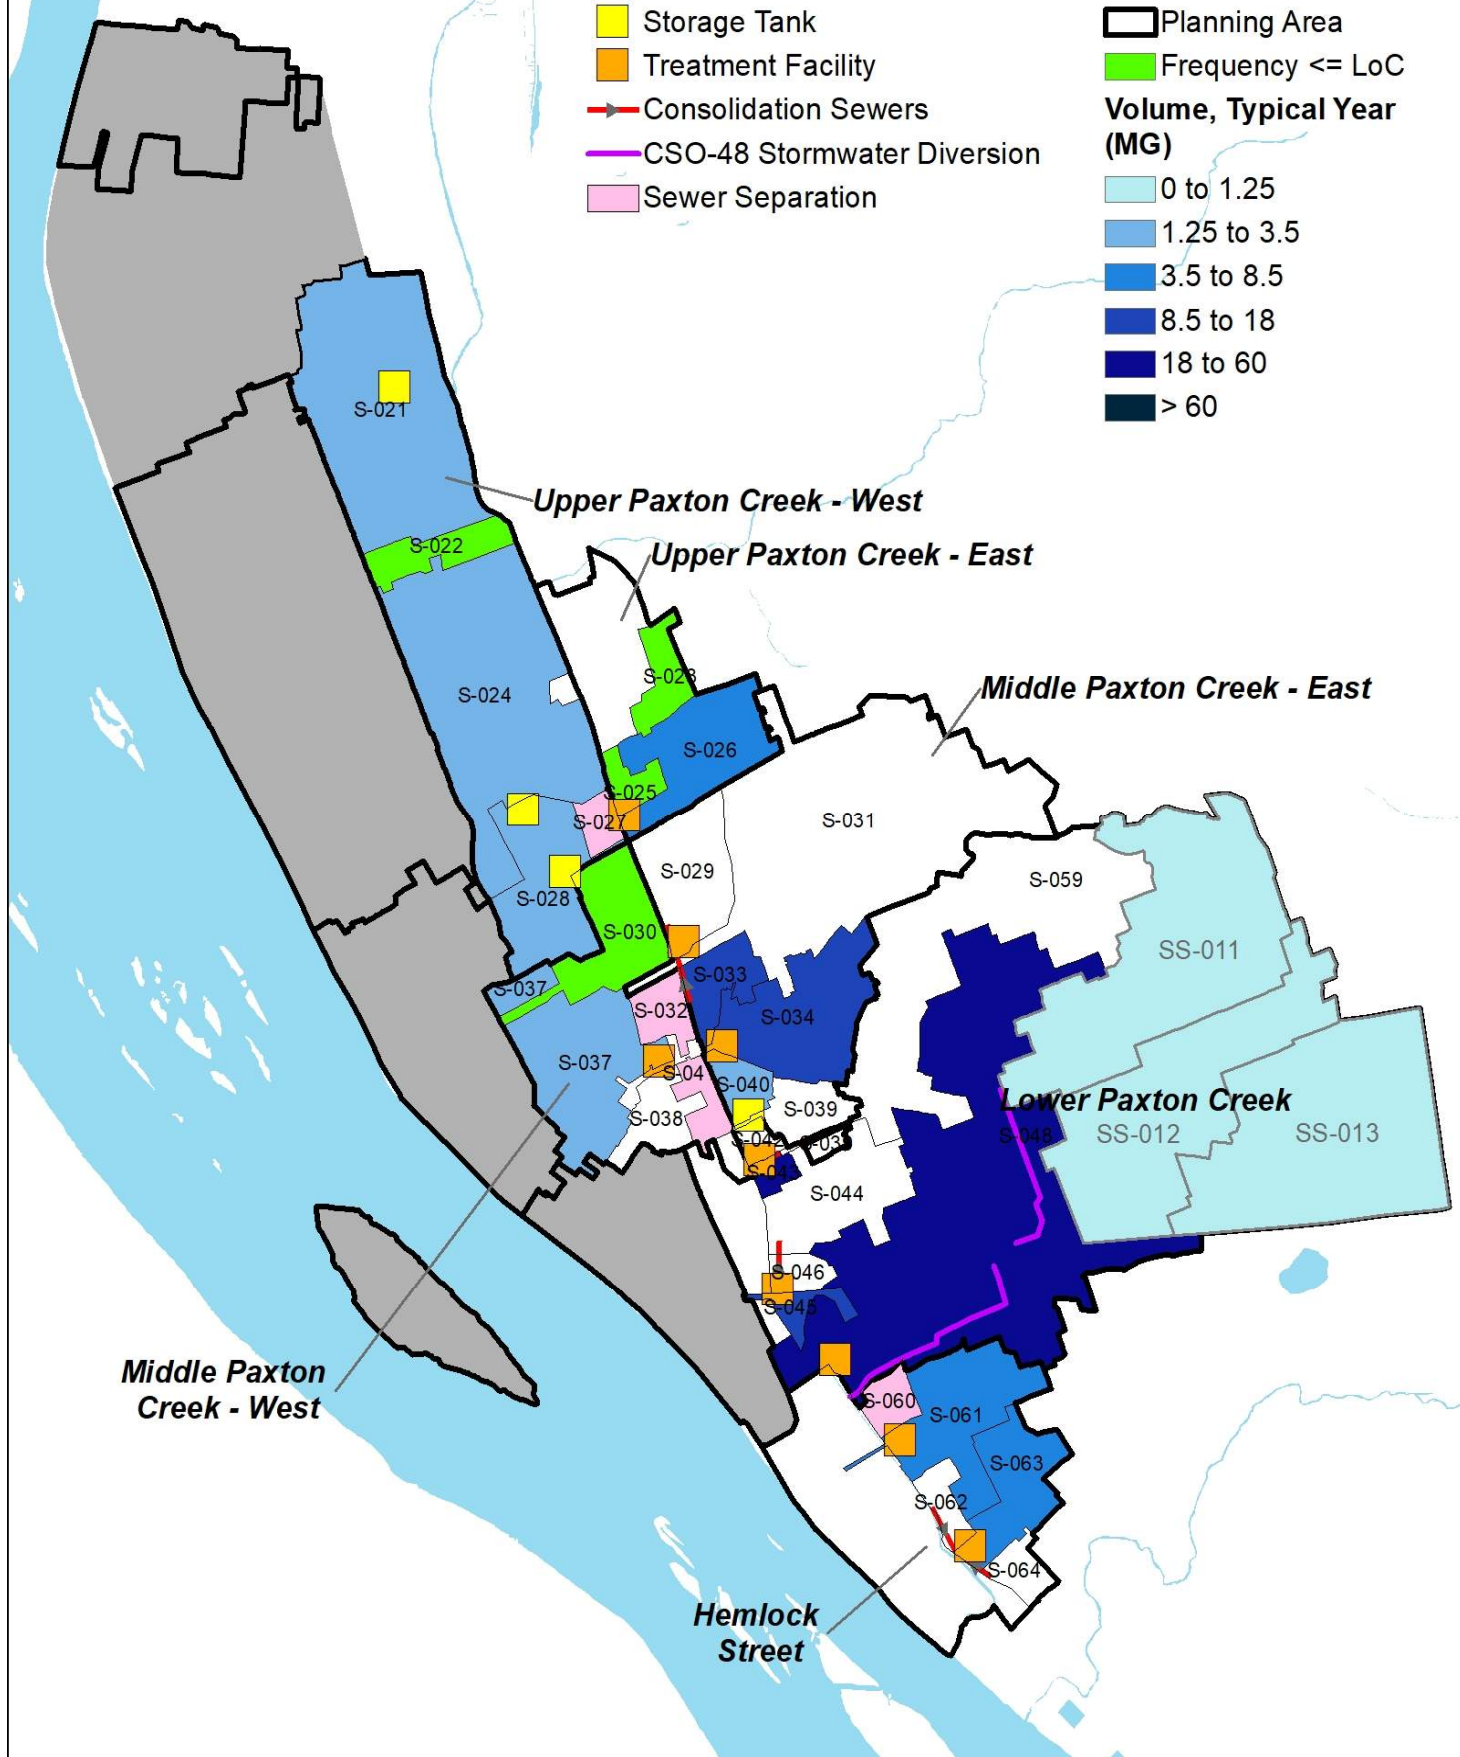 Storage Tank
Treatment Facility
Consolidation Sewers
CSO-48 Stormwater Diversion
Sewer Separation
Planning Area
Frequency <= LoC
Volume, Typical Year
(MG)
0 to 1.25
1.25 to 3.5
3.5 to 8.5
8.5 to 18
18 to 60
> 60
S-021
Upper Paxton Creek - West
S-022
Upper Paxton Creek - East
S-023
S-024
Middle Paxton Creek - East
S-026
S-025
S-027
S-031
S-029
S-059
S-028
S-030
SS-011
S-033
S-037
S-032
S-034
S-037
S-04
S-040
Lower Paxton Creek
S-038
S-039
S-048
SS-012
SS-013
S-042
S-03
S-043
S-044
S-046
S-045
Middle Paxton
Creek - West
S-060
S-061
S-063
S-062
S-064
Hemlock
Street